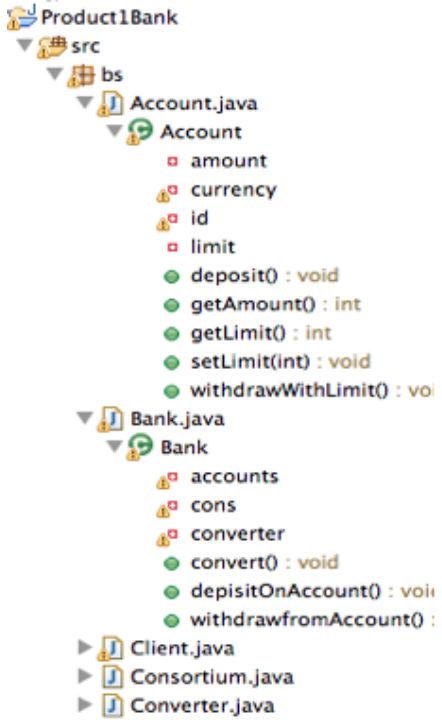 Product1Bank
src
bs
Account.java
Account
amount
currency
id
limit
deposit() : void
getAmount() : int
getLimit() : int
setLimit(int) : void
withdrawWithLimit() : voi
Bank.java
Bank
accounts
cons
converter
convert() : void
depisitOnAccount() : voi
withdrawfromAccount() :
Client.java
Consortium.java
Converter.java